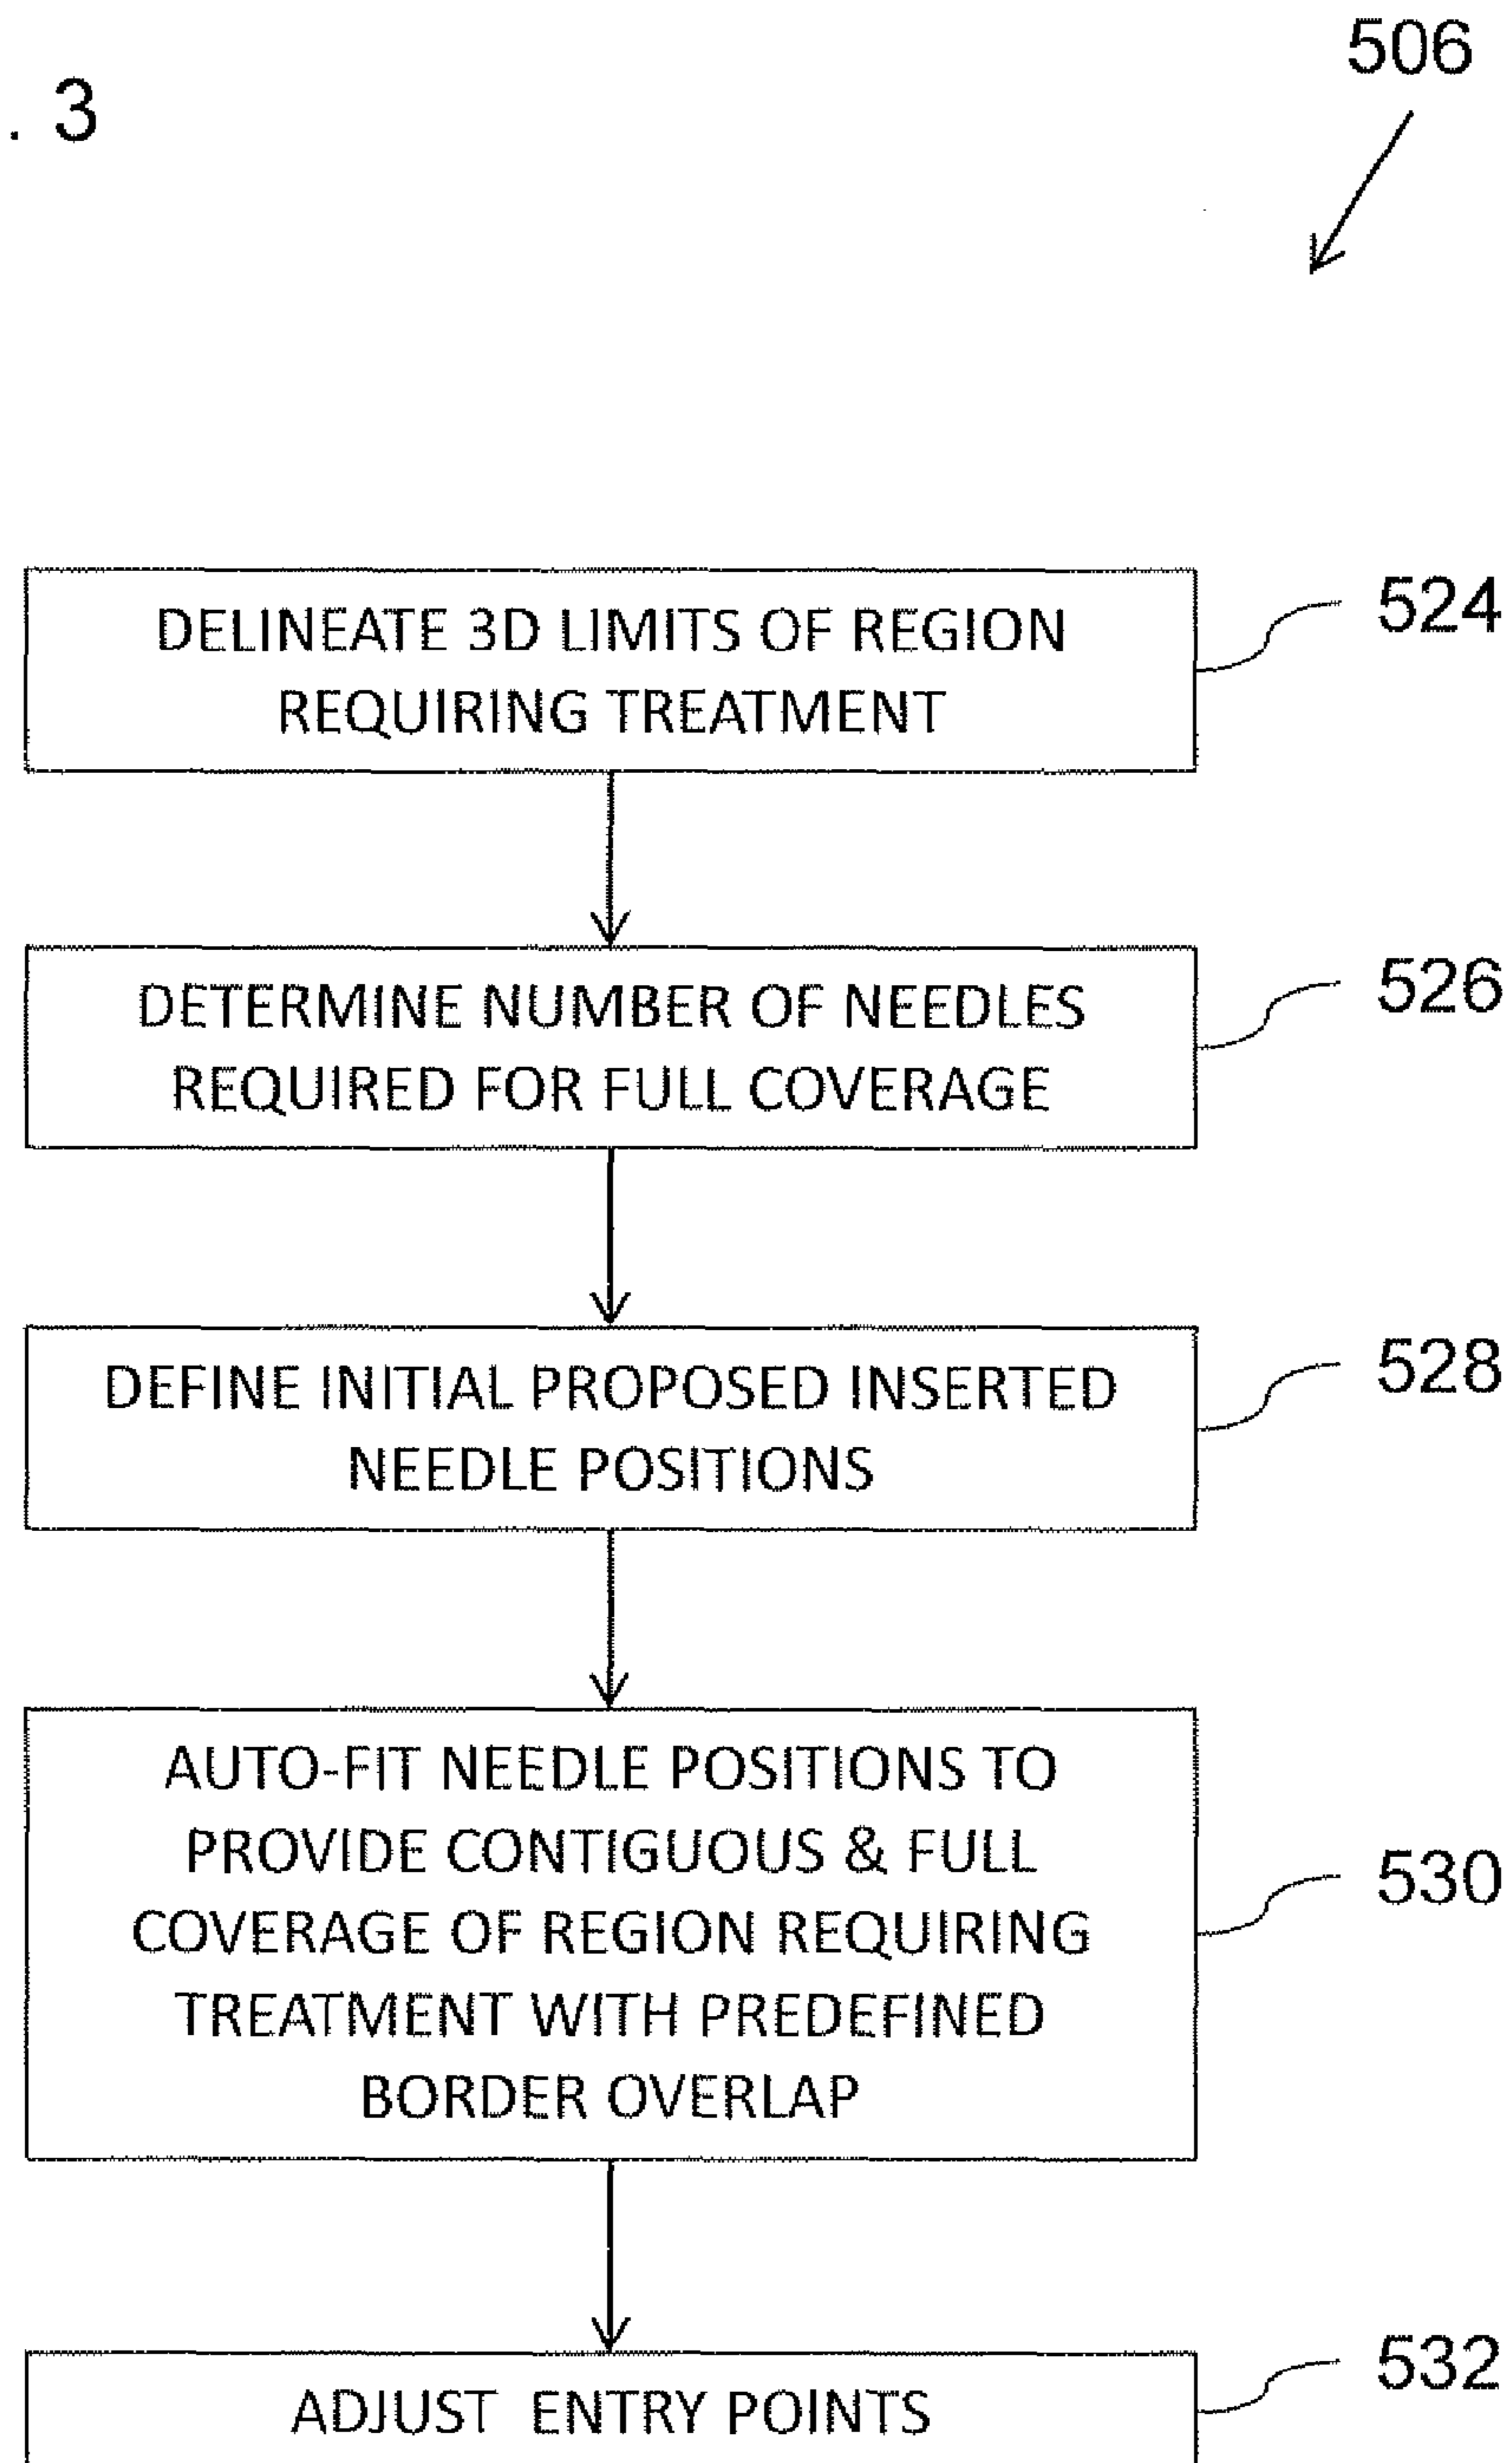 506
. 3
DELINEATE 3D LIMITS OF REGION
REQUIRING TREATMENT
524
DETERMINE NUMBER OF NEEDLES
REQUIRED FOR FULL COVERAGE
526
DEFINE INITIAL PROPOSED INSERTED
NEEDLE POSITIONS
528
AUTO-FIT NEEDLE POSITIONS TO
PROVIDE CONTIGUOUS & FULL
COVERAGE OF REGION REQUIRING
TREATMENT WITH PREDEFINED
BORDER OVERLAP
530
ADJUST ENTRY POINTS
532